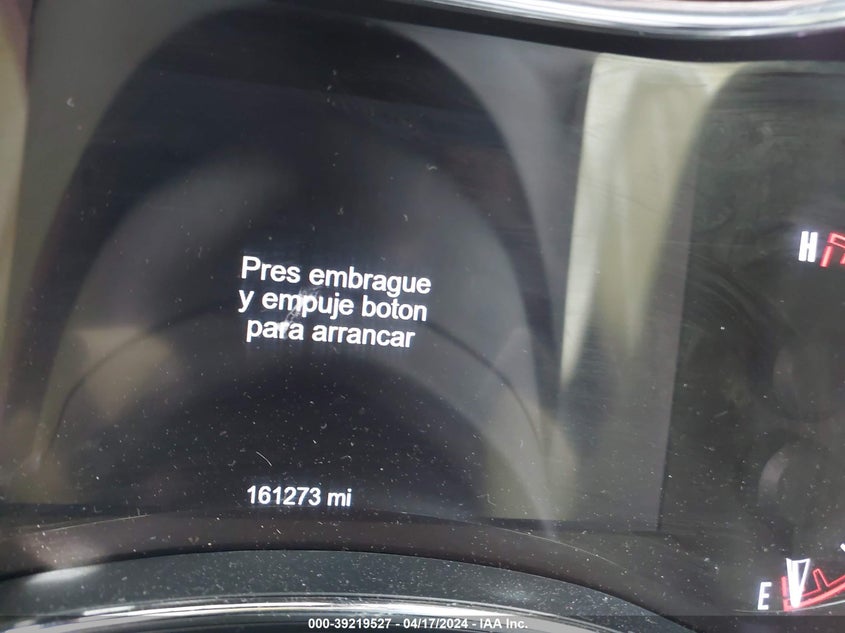 Pres embrague
y empuje boton
para arrancar
H
161273 mi
E
000-39219527 - 04/17/2024 - IAA Inc.